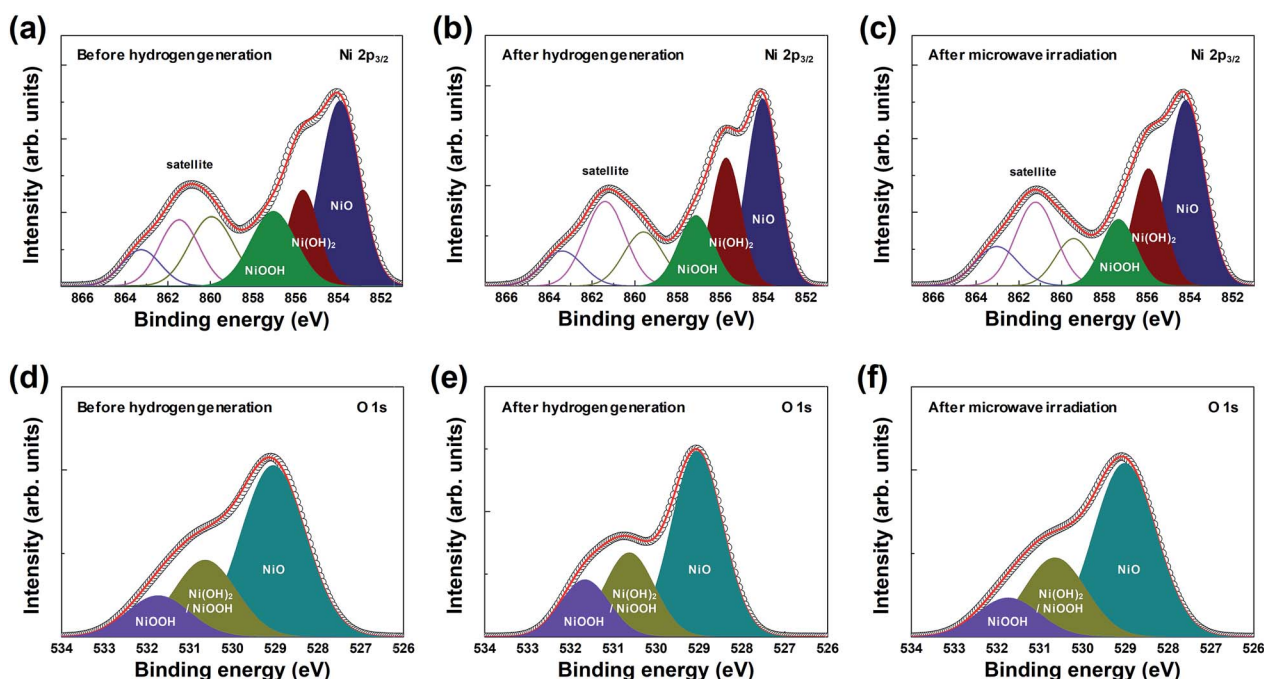 (a)
Before hydrogen generation Ni 2p3/2
satellite
NiO
Ni(OH)2
NiOOH
Intensity (arb. units)
866 864 862 860 858 856 854 852
Binding energy (eV)
(b)
After hydrogen generation Ni 2p3/2
satellite
NiO
Ni(OH)2
NiOOH
Intensity (arb. units)
866 864 862 860 858 856 854 852
Binding energy (eV)
(c)
After microwave irradiation Ni 2p3/2
satellite
NiO
Ni(OH)2
NiOOH
Intensity (arb. units)
866 864 862 860 858 856 854 852
Binding energy (eV)
(d)
Before hydrogen generation O 1s
NiO
Ni(OH)2
/ NiOOH
NiOOH
Intensity (arb. units)
534 533 532 531 530 529 528 527 526
Binding energy (eV)
(e)
After hydrogen generation O 1s
NiO
Ni(OH)2
/ NiOOH
NiOOH
Intensity (arb. units)
534 533 532 531 530 529 528 527 526
Binding energy (eV)
(f)
After microwave irradiation O 1s
NiO
Ni(OH)2
/ NiOOH
NiOOH
Intensity (arb. units)
534 533 532 531 530 529 528 527 526
Binding energy (eV)